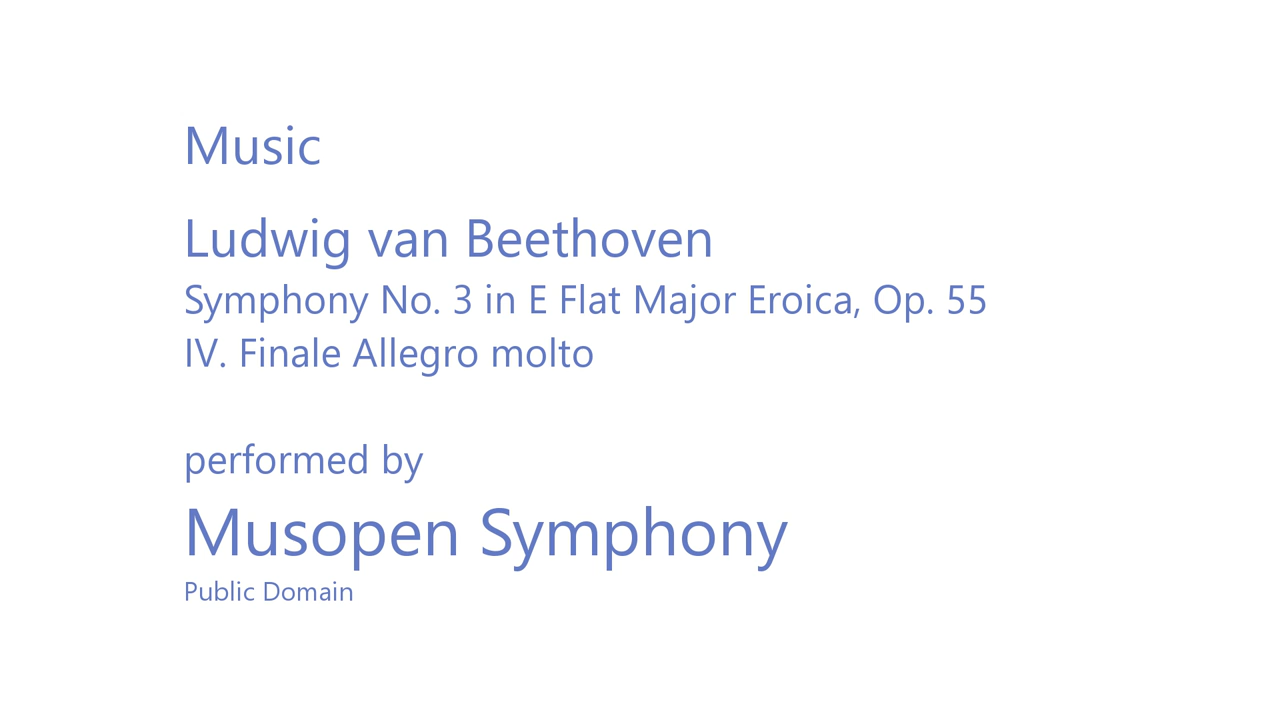 Music
Ludwig van Beethoven
Symphony No. 3 in E Flat Major Eroica, Op. 55
IV. Finale Allegro molto
performed by
Musopen Symphony
Public Domain